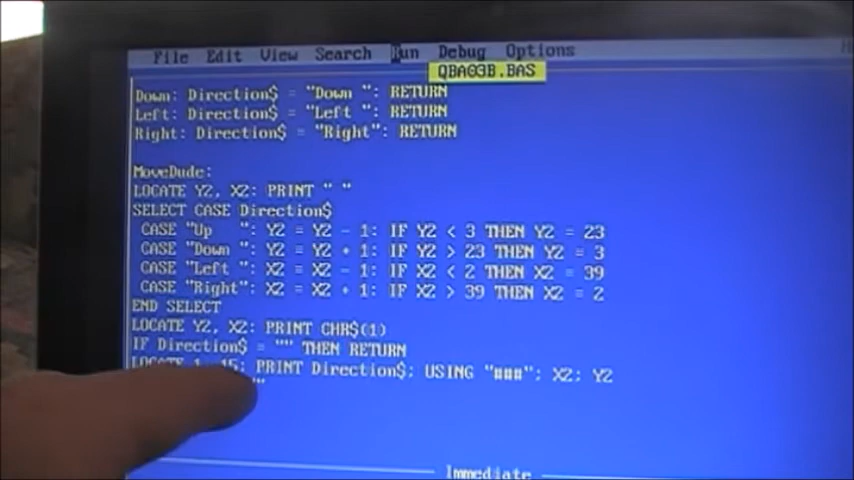 File Edit View Search Run Debug Options
QBA03B.BAS
Down: Direction$ = "Down ": RETURN
Left: Direction$ = "Left ": RETURN
Right: Direction$ = "Right": RETURN
MoveDude:
LOCATE Y2, X2: PRINT " "
SELECT CASE Direction$
CASE "Up   ": Y2 = Y2 - 1: IF Y2 < 3 THEN Y2 = 23
CASE "Down ": Y2 = Y2 + 1: IF Y2 > 23 THEN Y2 = 3
CASE "Left ": X2 = X2 - 1: IF X2 < 2 THEN X2 = 39
CASE "Right": X2 = X2 + 1: IF X2 > 39 THEN X2 = 2
END SELECT
LOCATE Y2, X2: PRINT CHR$(1)
IF Direction$ = "" THEN RETURN
LOCATE 1, 15: PRINT Direction$; USING "###"; X2; Y2
Immediate